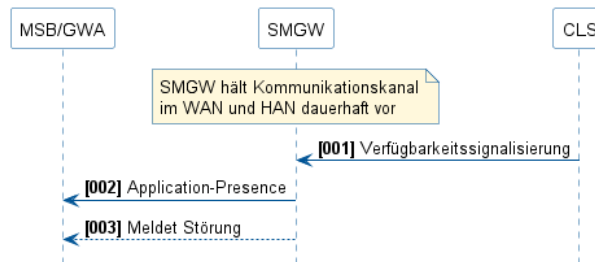 MSB/GWA
SMGW
CLS
SMGW hält Kommunikationskanal
im WAN und HAN dauerhaft vor
[001] Verfügbarkeitssignalisierung
[002] Application-Presence
[003] Meldet Störung